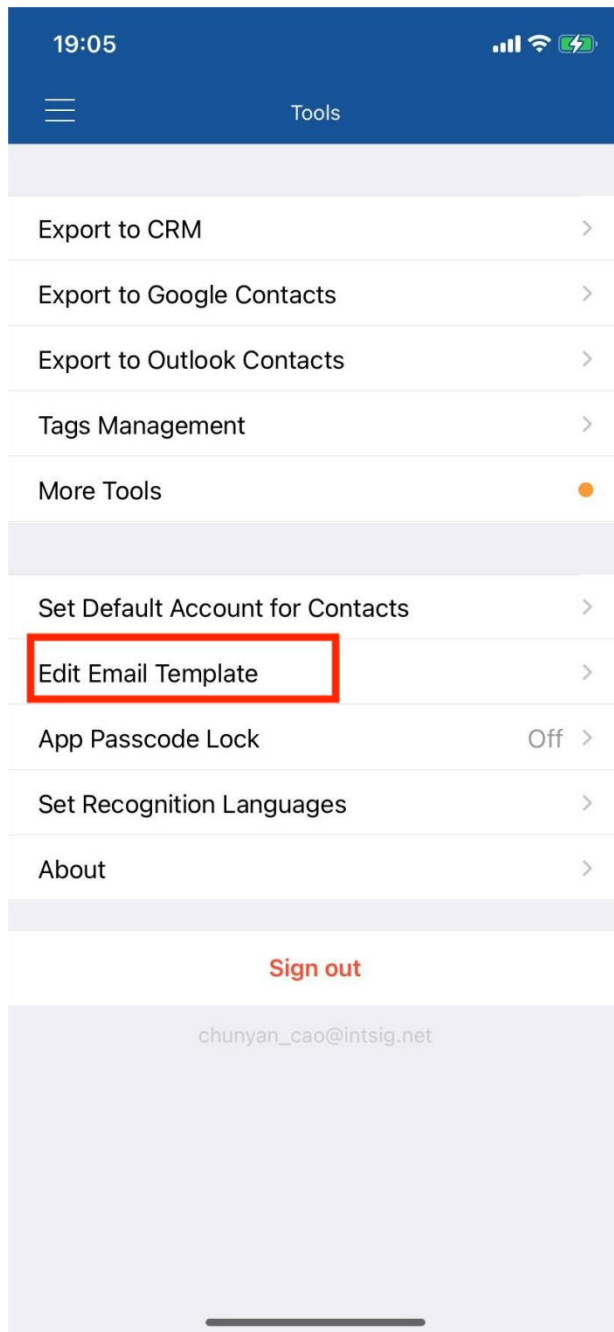 19:05
Tools
Export to CRM
Export to Google Contacts
Export to Outlook Contacts
Tags Management
More Tools
Set Default Account for Contacts
Edit Email Template
App Passcode Lock Off
Set Recognition Languages
About
Sign out
chunyan_cao@intsig.net